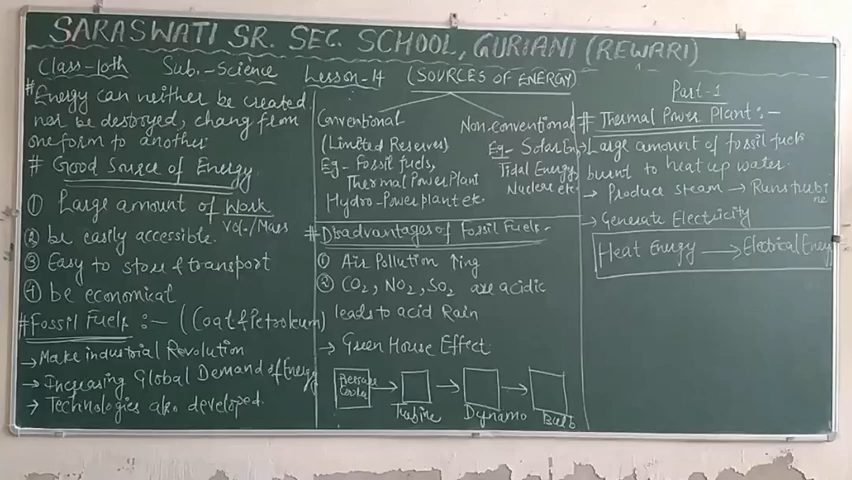 SARASWATI SR. SEC. SCHOOL, GURIANI (REWARI)
Class-10th Sub.-Science Lesson-14 (SOURCES OF ENERGY)
Part-1
# Energy can neither be created
nor be destroyed, change from
one form to another.
# Good Source of Energy
① Large amount of Work
Vol./Mass
② be easily accessible.
③ Easy to store & transport
④ be economical
# Fossil Fuels :- (Coal & Petroleum)
→ Make industrial Revolution
→ Increasing Global Demand of Energy
→ Technologies also developed.
Conventional
(Limited Reserves)
Eg- Fossil fuels,
Thermal Power Plant
Hydro-Power plant etc.
Non-conventional
Eg- Solar En
Tidal Energy,
Nuclear etc.
# Disadvantages of Fossil Fuels-
① Air Pollution ↑ing
② CO₂, NO₂, SO₂ are acidic
leads to acid Rain
→ Green House Effect
Pressure
Cooker
→ Turbine → Dynamo → Bulb
# Thermal Power Plant :-
→ Large amount of fossil fuels
burnt to heat up water.
→ Produce steam → Runs turbi
ne
→ Generate Electricity
Heat Energy → Electrical Energy